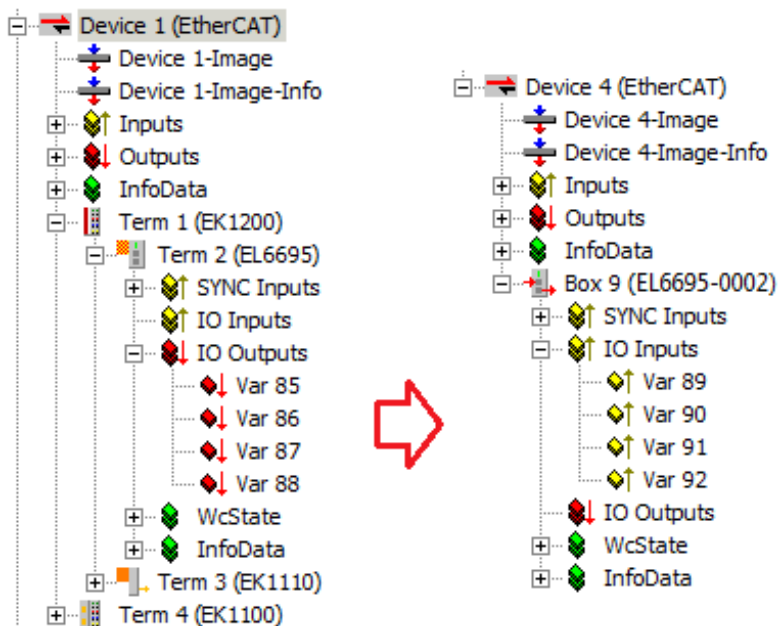 Device 1 (EtherCAT)
Device 1-Image
Device 1-Image-Info
Inputs
Outputs
InfoData
Term 1 (EK1200)
Term 2 (EL6695)
SYNC Inputs
IO Inputs
IO Outputs
Var 85
Var 86
Var 87
Var 88
WcState
InfoData
Term 3 (EK1110)
Term 4 (EK1100)
Device 4 (EtherCAT)
Device 4-Image
Device 4-Image-Info
Inputs
Outputs
InfoData
Box 9 (EL6695-0002)
SYNC Inputs
IO Inputs
Var 89
Var 90
Var 91
Var 92
IO Outputs
WcState
InfoData